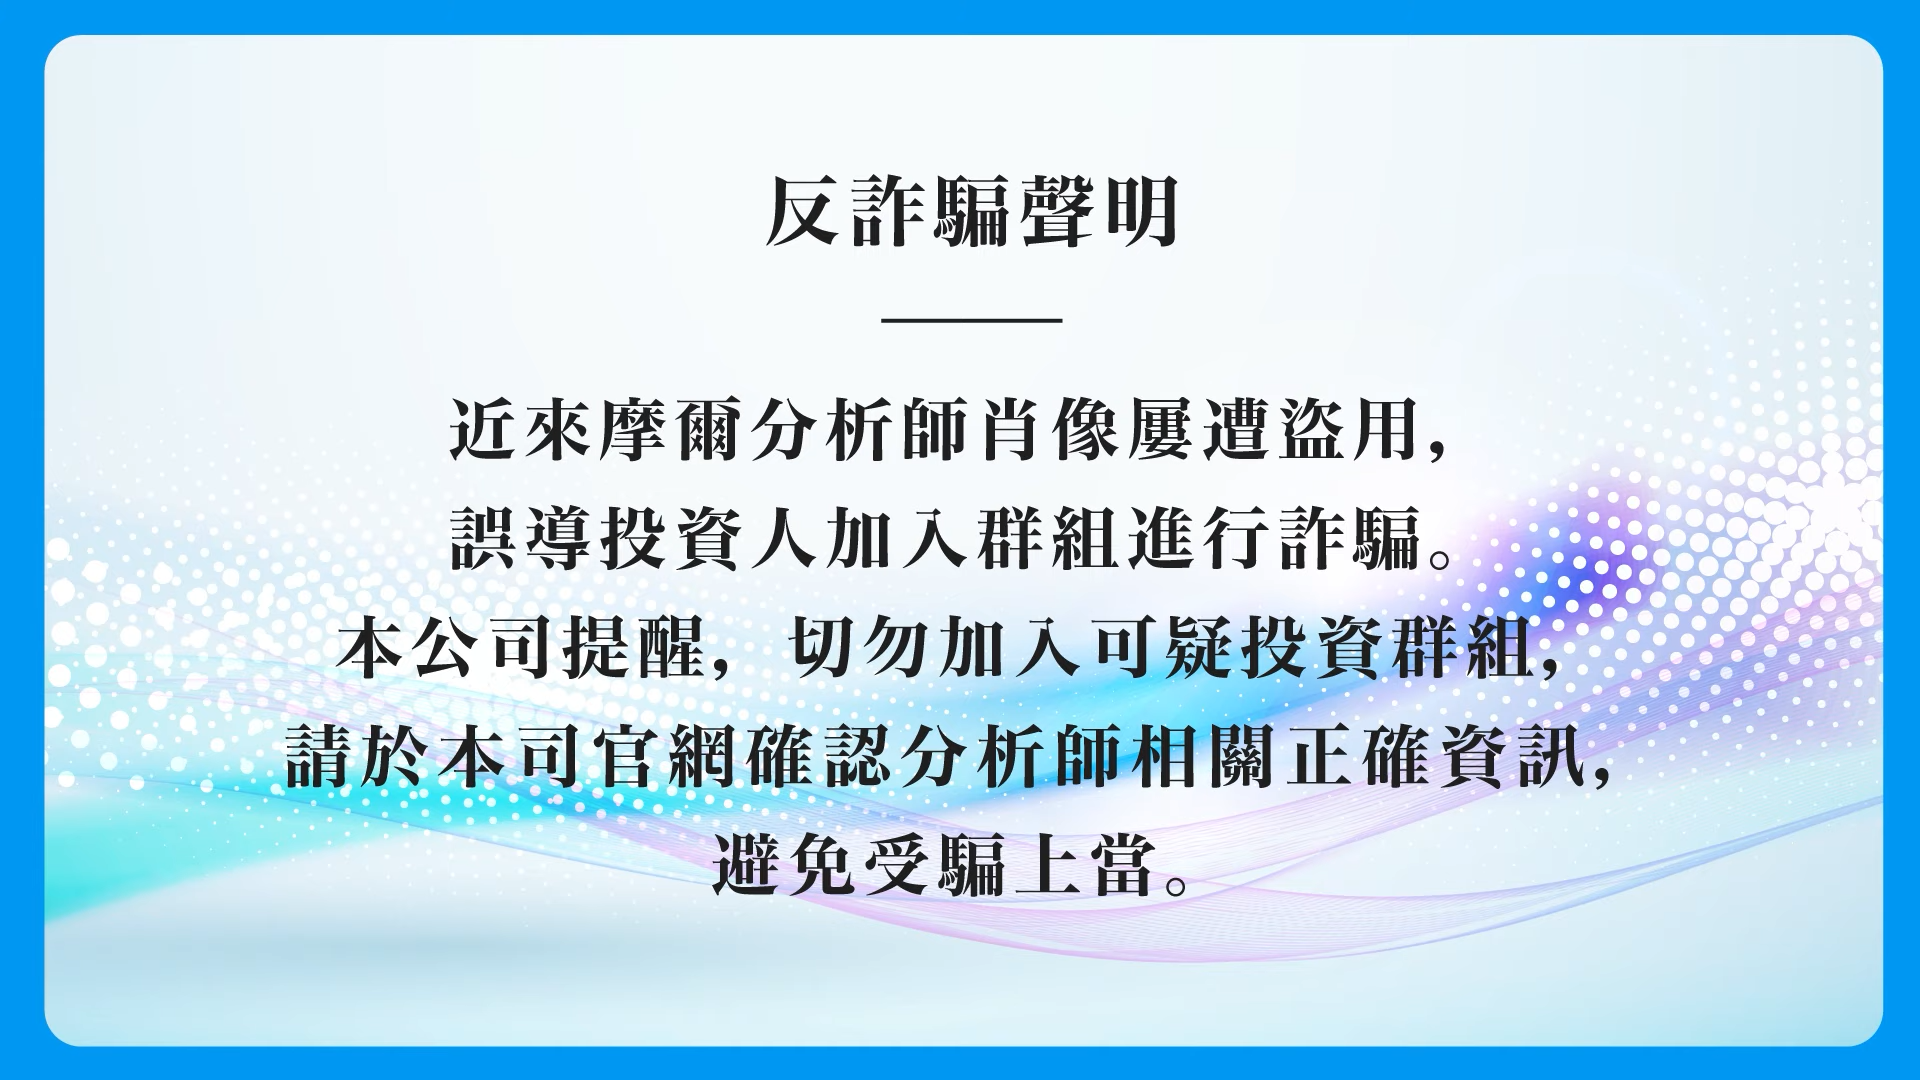 反詐騙聲明
近來摩爾分析師肖像屢遭盜用，
誤導投資人加入群組進行詐騙。
本公司提醒，切勿加入可疑投資群組，
請於本司官網確認分析師相關正確資訊，
避免受騙上當。